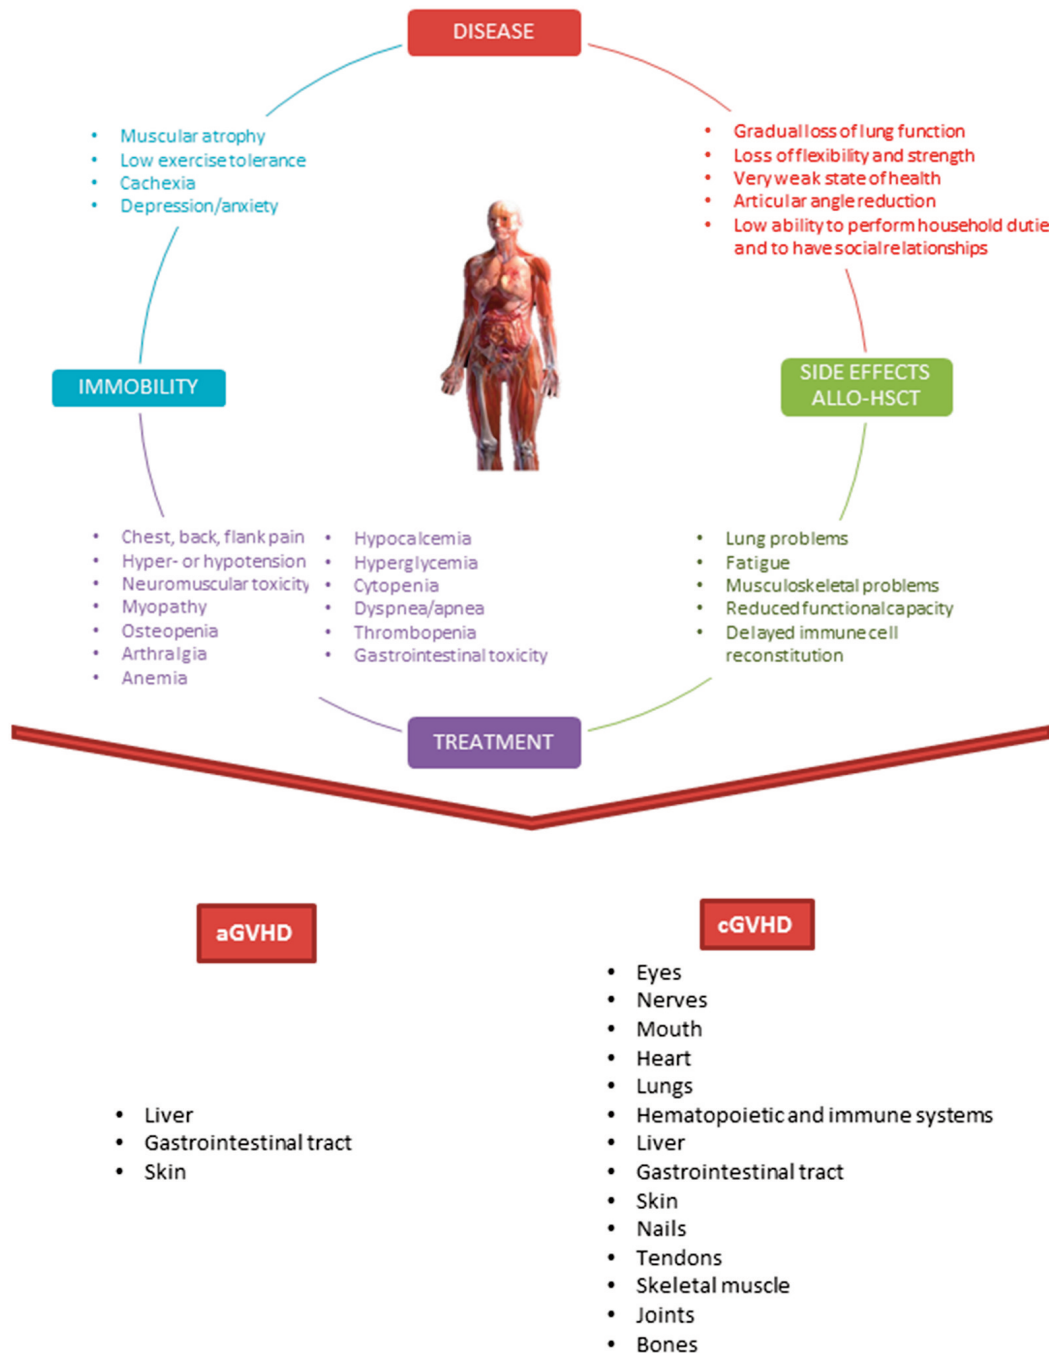 DISEASE
• Muscular atrophy
• Low exercise tolerance
• Cachexia
• Depression/anxiety
• Gradual loss of lung function
• Loss of flexibility and strength
• Very weak state of health
• Articular angle reduction
• Low ability to perform household dutie
and to have social relationships
IMMOBILITY
SIDE EFFECTS
ALLO-HSCT
• Chest, back, flank pain
• Hyper- or hypotension
• Neuromuscular toxicity
• Myopathy
• Osteopenia
• Arthralgia
• Anemia
• Hypocalcemia
• Hyperglycemia
• Cytopenia
• Dyspnea/apnea
• Thrombopenia
• Gastrointestinal toxicity
• Lung problems
• Fatigue
• Musculoskeletal problems
• Reduced functional capacity
• Delayed immune cell
reconstitution
TREATMENT
aGVHD
• Liver
• Gastrointestinal tract
• Skin
cGVHD
• Eyes
• Nerves
• Mouth
• Heart
• Lungs
• Hematopoietic and immune systems
• Liver
• Gastrointestinal tract
• Skin
• Nails
• Tendons
• Skeletal muscle
• Joints
• Bones